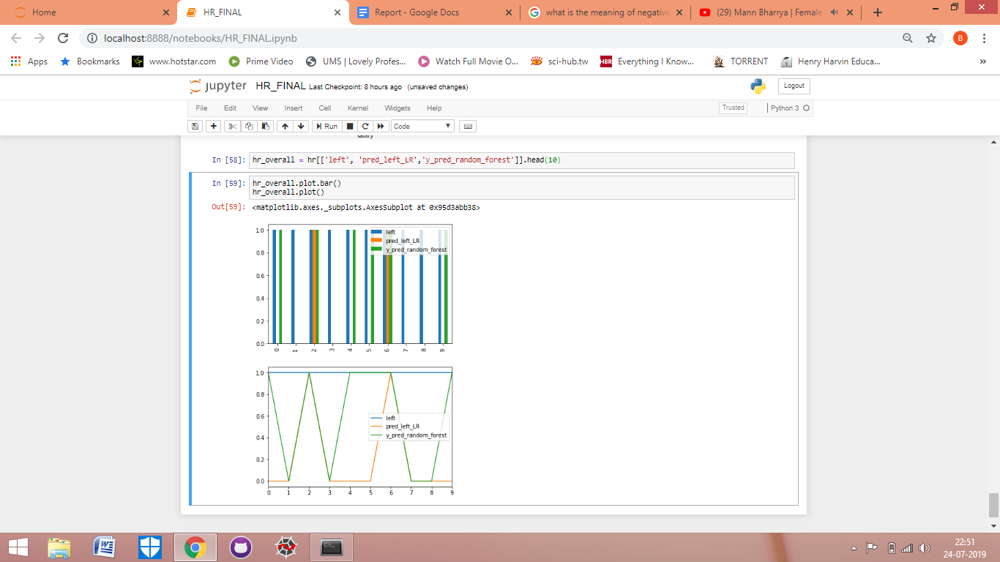 Home
HR_FINAL
Report - Google Docs
what is the meaning of negative
(29) Mann Bharrya | Female
localhost:8888/notebooks/HR_FINAL.ipynb
B
Apps
Bookmarks
www.hotstar.com
Prime Video
UMS | Lovely Profes...
Watch Full Movie O...
sci-hub.tw
HBR
Everything I Know...
TORRENT
Henry Harvin Educa...
»
jupyter HR_FINAL Last Checkpoint: 8 hours ago (unsaved changes)
Logout
File Edit View Insert Cell Kernel Widgets Help
Trusted
Python 3
Run
Code
salary
In [58]: hr_overall = hr[['left', 'pred_left_LR','y_pred_random_forest']].head(10)
In [59]: hr_overall.plot.bar()
hr_overall.plot()
Out[59]: <matplotlib.axes._subplots.AxesSubplot at 0x95d3abb38>
1.0
0.8
0.6
0.4
0.2
0.0
left
pred_left_LR
y_pred_random_forest
0 1 2 3 4 5 6 7 8 9
1.0
0.8
0.6
0.4
0.2
0.0
left
pred_left_LR
y_pred_random_forest
0 1 2 3 4 5 6 7 8 9
22:51
24-07-2019